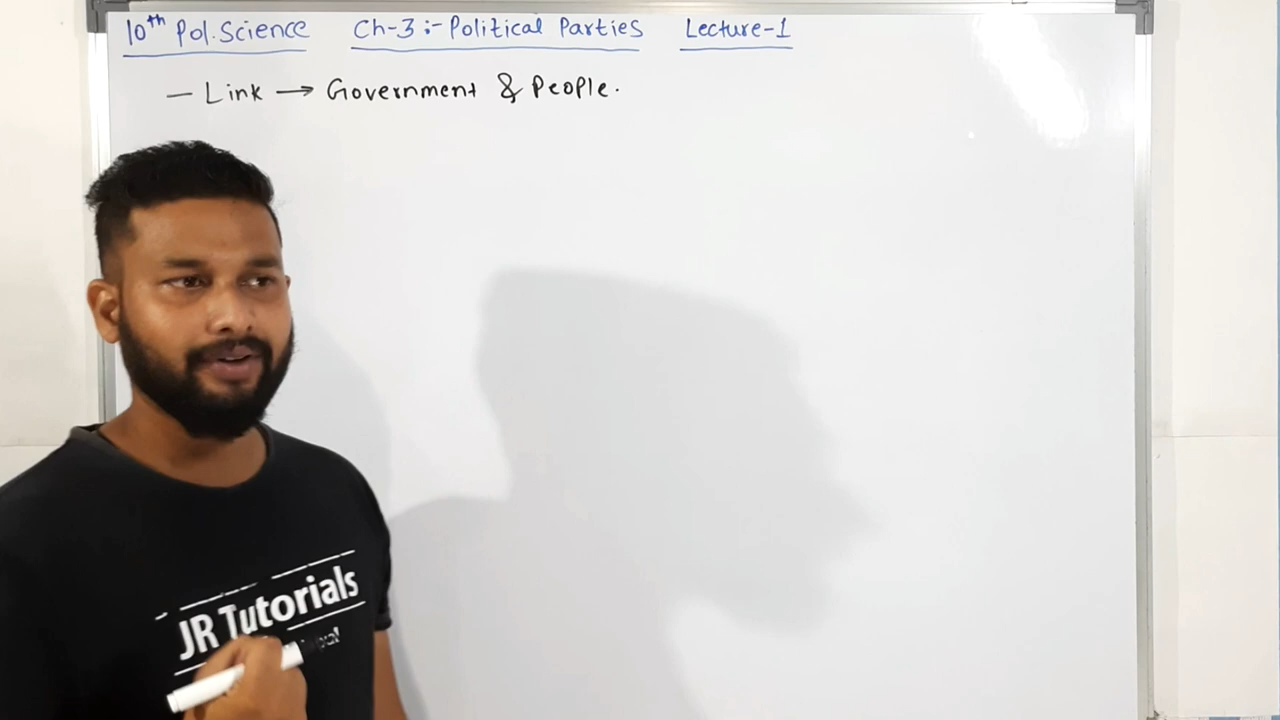 10th Pol. Science Ch-3 :- Political Parties Lecture-1
— Link → Government & People.
JR Tutorials